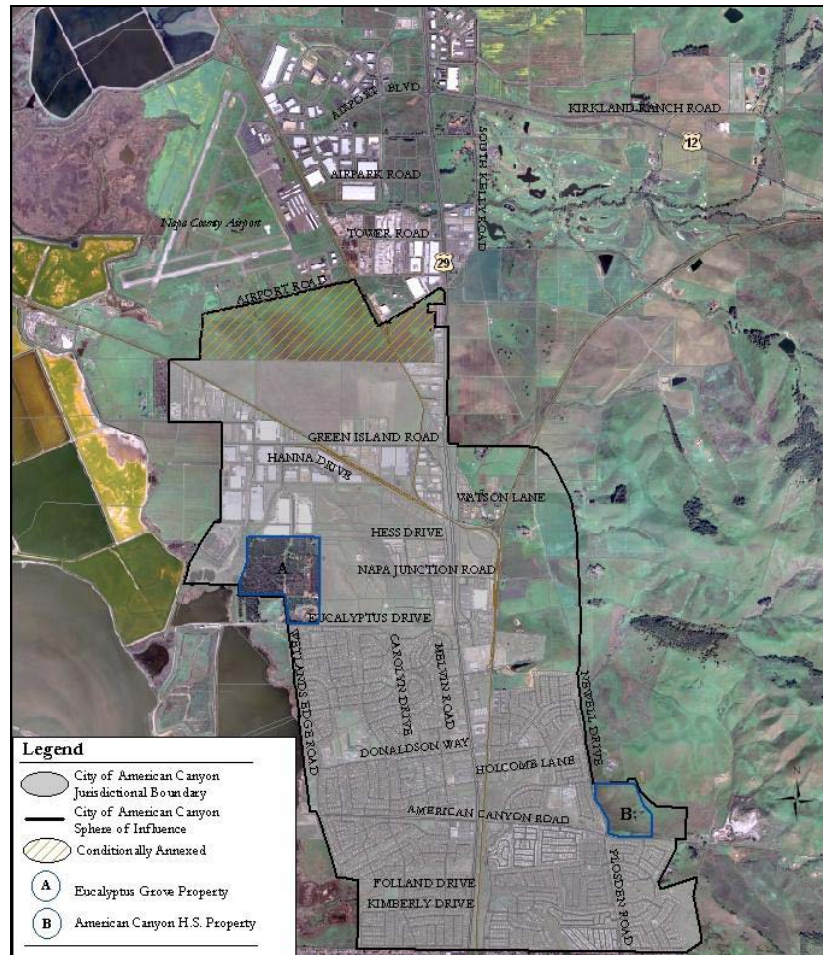 AIRPORT BLVD
KIRKLAND RANCH ROAD
12
SOUTH KELLY ROAD
AIRPARK ROAD
Napa County Airport
TOWER ROAD
29
AIRPORT ROAD
GREEN ISLAND ROAD
HANNA DRIVE
WATSON LANE
HESS DRIVE
A
NAPA JUNCTION ROAD
EUCALYPTUS DRIVE
WETLANDS EDGE ROAD
CAROLYN DRIVE
MELVIN ROAD
NEWELL DRIVE
DONALDSON WAY
HOLCOMB LANE
AMERICAN CANYON ROAD
B
FLOSDEN ROAD
FOLLAND DRIVE
KIMBERLY DRIVE
N
Legend
City of American Canyon
Jurisdictional Boundary
City of American Canyon
Sphere of Influence
Conditionally Annexed
A Eucalyptus Grove Property
B American Canyon H.S. Property